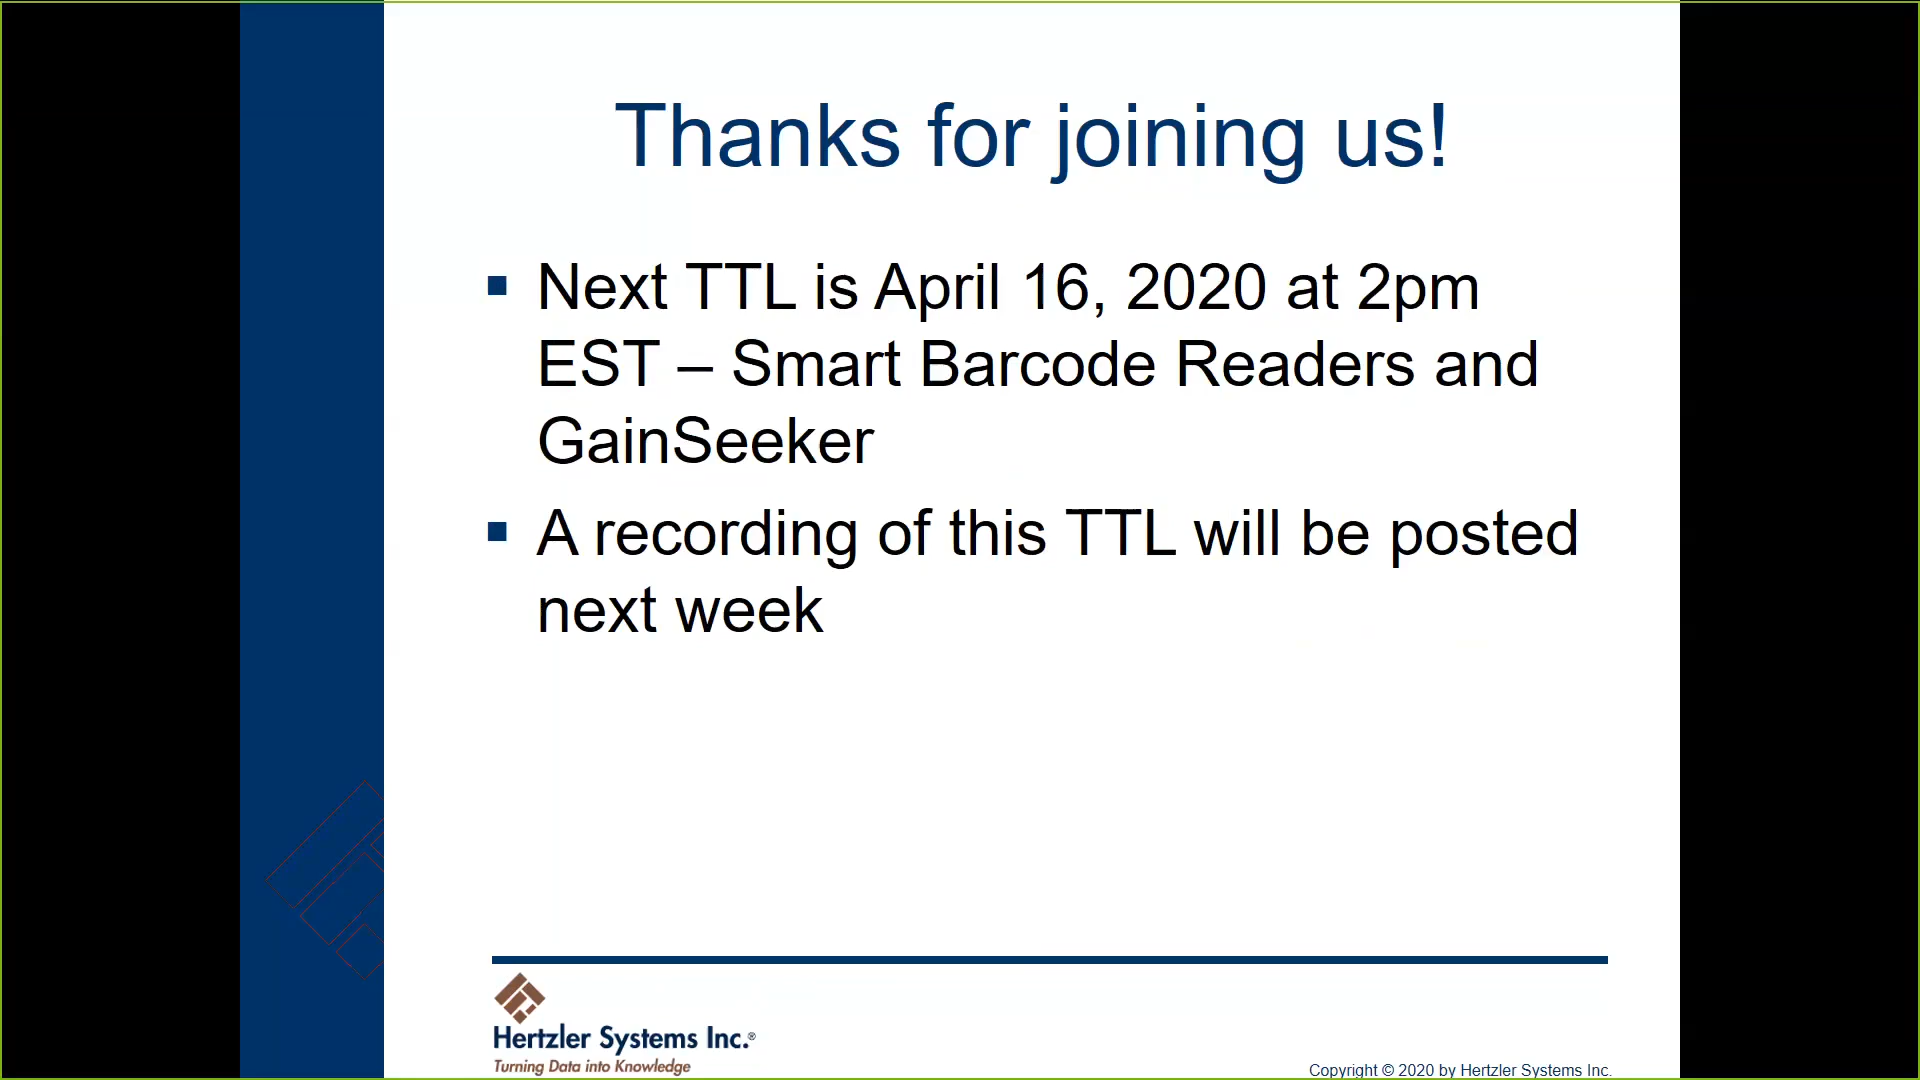 Thanks for joining us!
▪ Next TTL is April 16, 2020 at 2pm
EST – Smart Barcode Readers and
GainSeeker
▪ A recording of this TTL will be posted
next week
Hertzler Systems Inc.®
Turning Data into Knowledge
Copyright © 2020 by Hertzler Systems Inc.